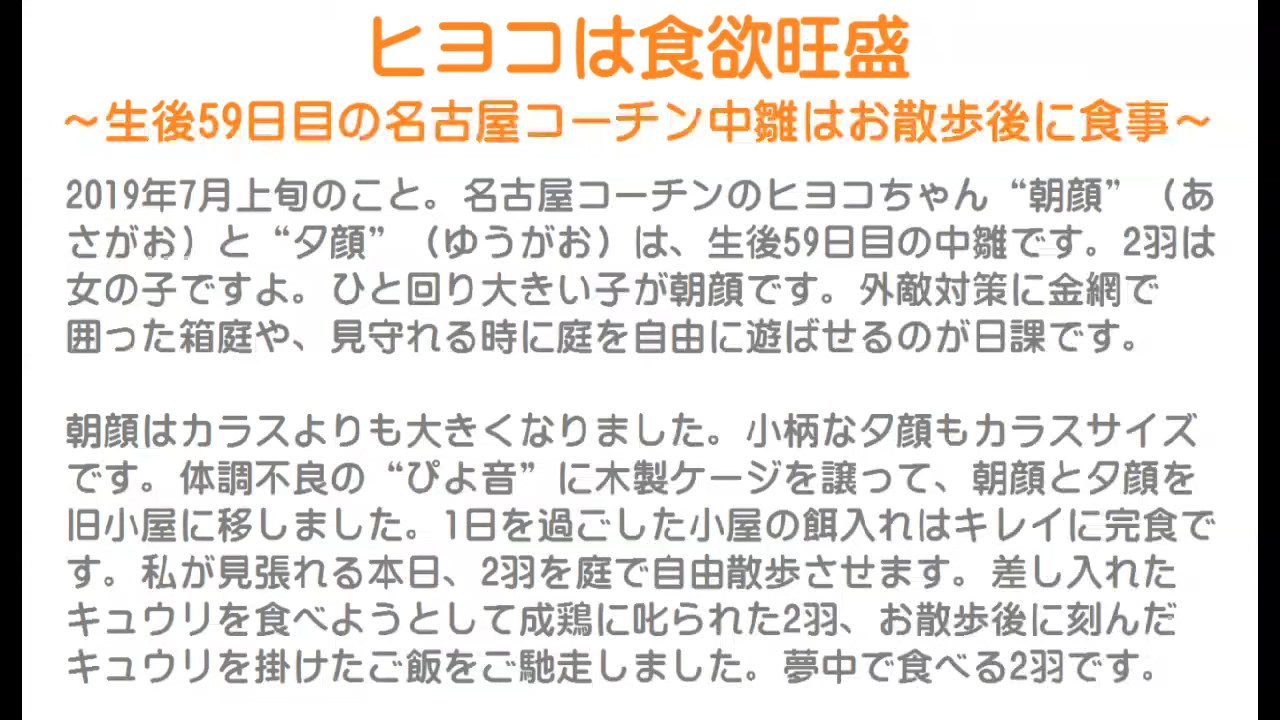 ヒヨコは食欲旺盛
～生後59日目の名古屋コーチン中雛はお散歩後に食事～
2019年7月上旬のこと。名古屋コーチンのヒヨコちゃん“朝顔”（あ
さがお）と“夕顔”（ゆうがお）は、生後59日目の中雛です。2羽は
女の子ですよ。ひと回り大きい子が朝顔です。外敵対策に金網で
囲った箱庭や、見守れる時に庭を自由に遊ばせるのが日課です。
朝顔はカラスよりも大きくなりました。小柄な夕顔もカラスサイズ
です。体調不良の“ぴよ音”に木製ケージを譲って、朝顔と夕顔を
旧小屋に移しました。1日を過ごした小屋の餌入れはキレイに完食で
す。私が見張れる本日、2羽を庭で自由散歩させます。差し入れた
キュウリを食べようとして成鶏に叱られた2羽、お散歩後に刻んだ
キュウリを掛けたご飯をご馳走しました。夢中で食べる2羽です。